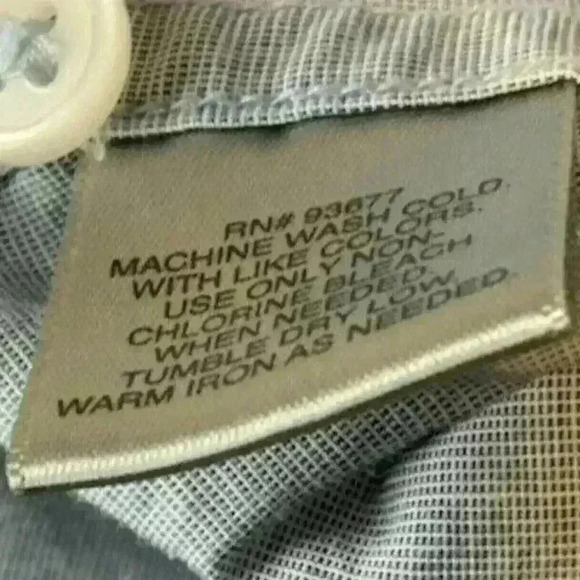 RN# 93677
MACHINE WASH COLD.
WITH LIKE COLORS.
USE ONLY NON-
CHLORINE BLEACH
WHEN NEEDED.
TUMBLE DRY LOW.
WARM IRON AS NEEDED.